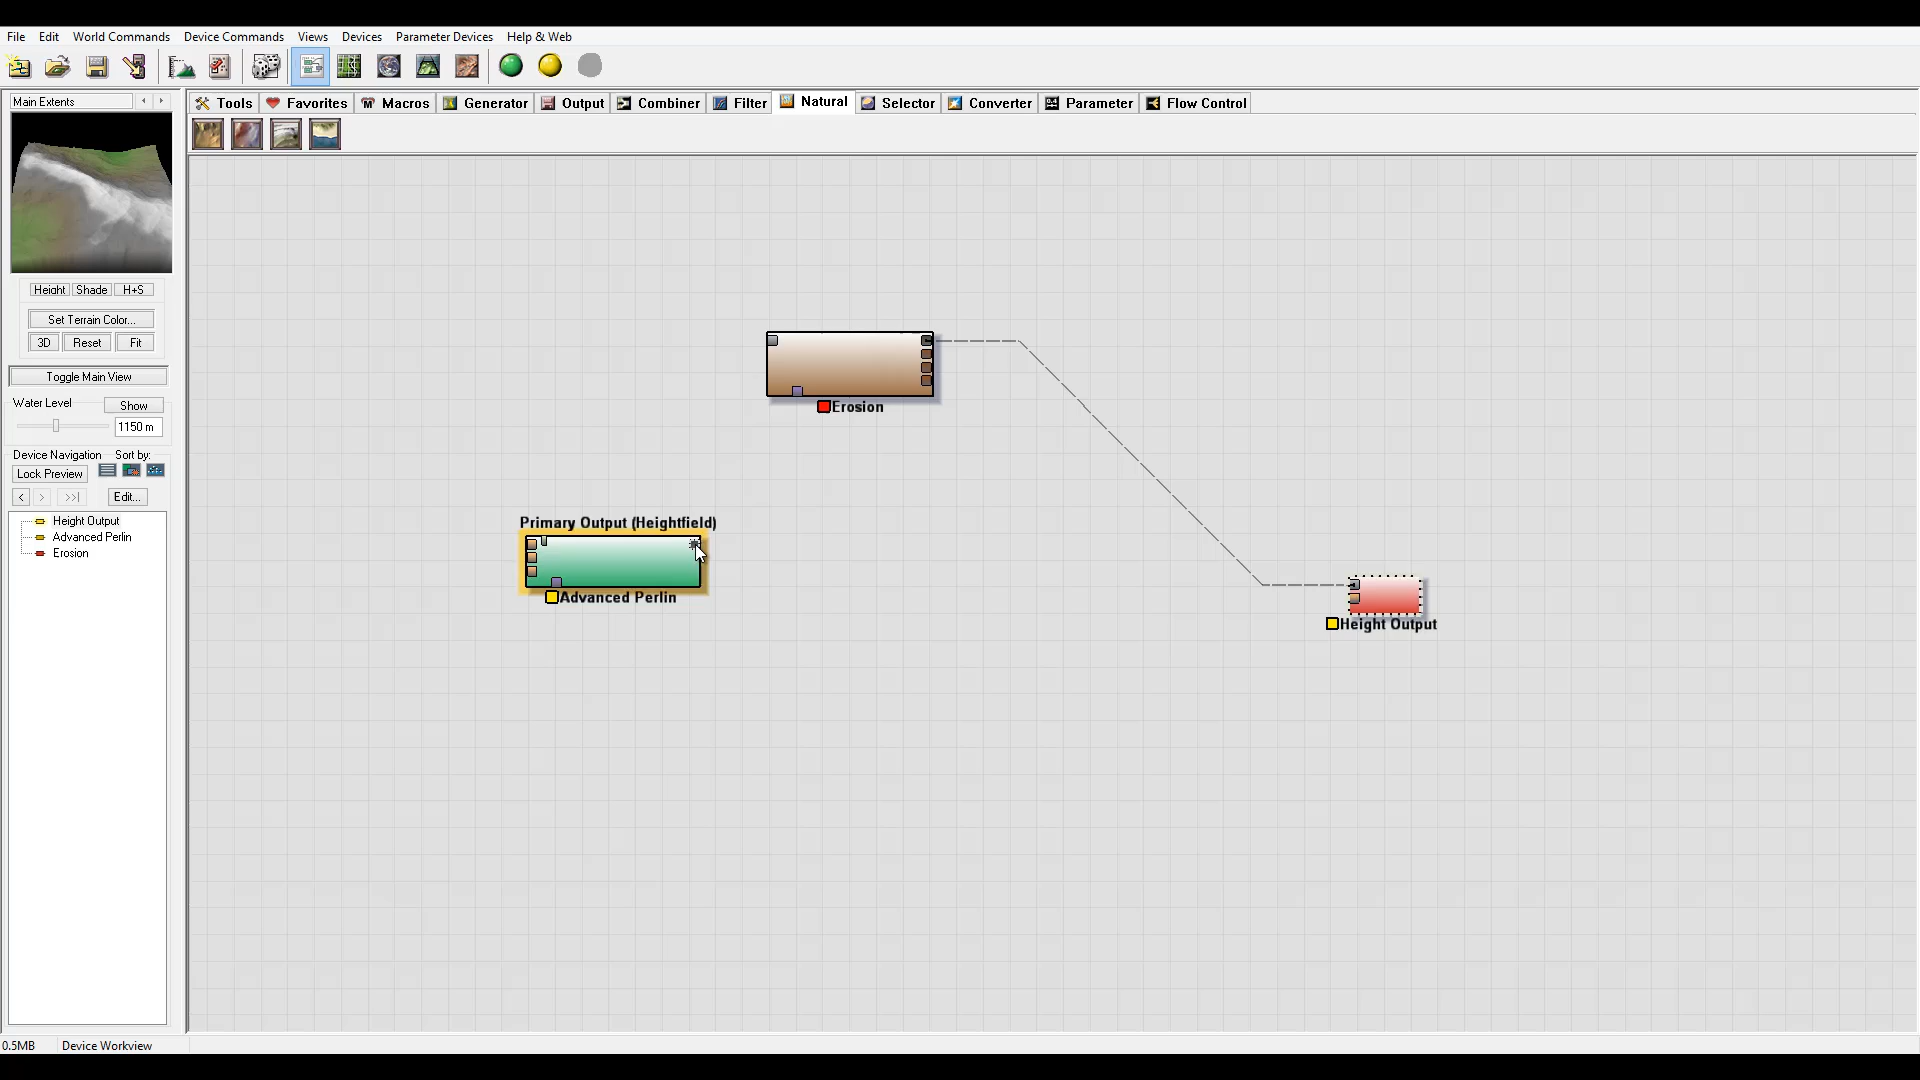 File Edit World Commands Device Commands Views Devices Parameter Devices Help & Web
Main Extents
Tools Favorites Macros Generator Output Combiner Filter Natural Selector Converter Parameter Flow Control
Height Shade H+S
Set Terrain Color...
3D Reset Fit
Toggle Main View
Water Level Show
1150 m
Device Navigation Sort by:
Lock Preview
< > >>| Edit...
Height Output
Advanced Perlin
Erosion
Erosion
Primary Output (Heightfield)
Advanced Perlin
Height Output
0.5MB Device Workview